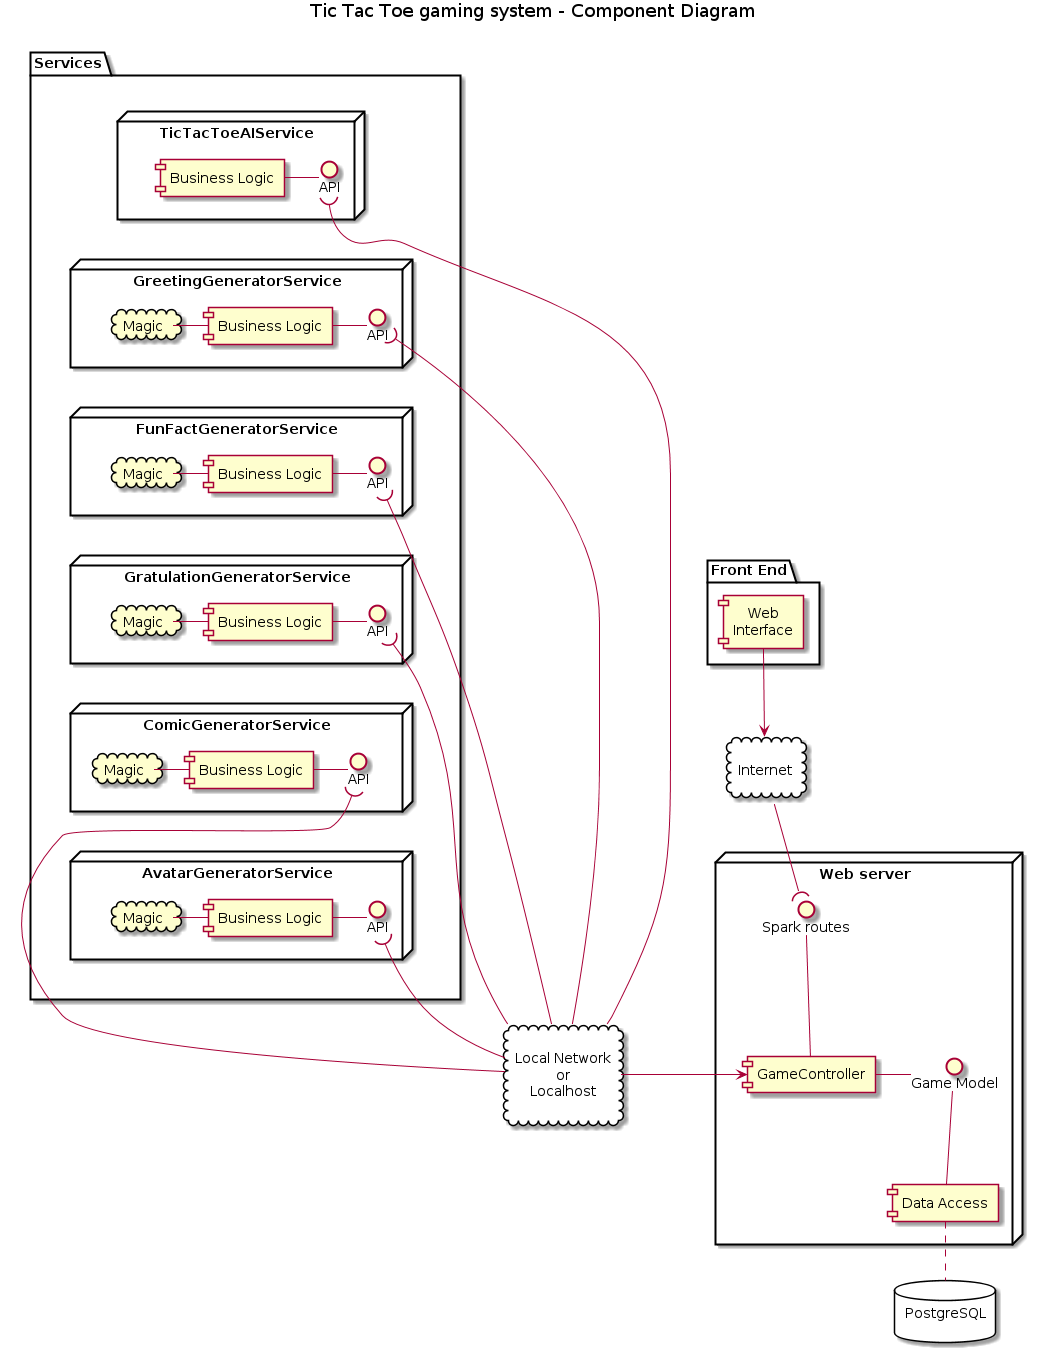 Tic Tac Toe gaming system - Component Diagram
Services
TicTacToeAIService
Business Logic
API
GreetingGeneratorService
Magic
Business Logic
API
FunFactGeneratorService
Magic
Business Logic
API
GratulationGeneratorService
Magic
Business Logic
API
ComicGeneratorService
Magic
Business Logic
API
AvatarGeneratorService
Magic
Business Logic
API
Local Network
or
Localhost
Front End
Web
Interface
Internet
Web server
Spark routes
GameController
Game Model
Data Access
PostgreSQL